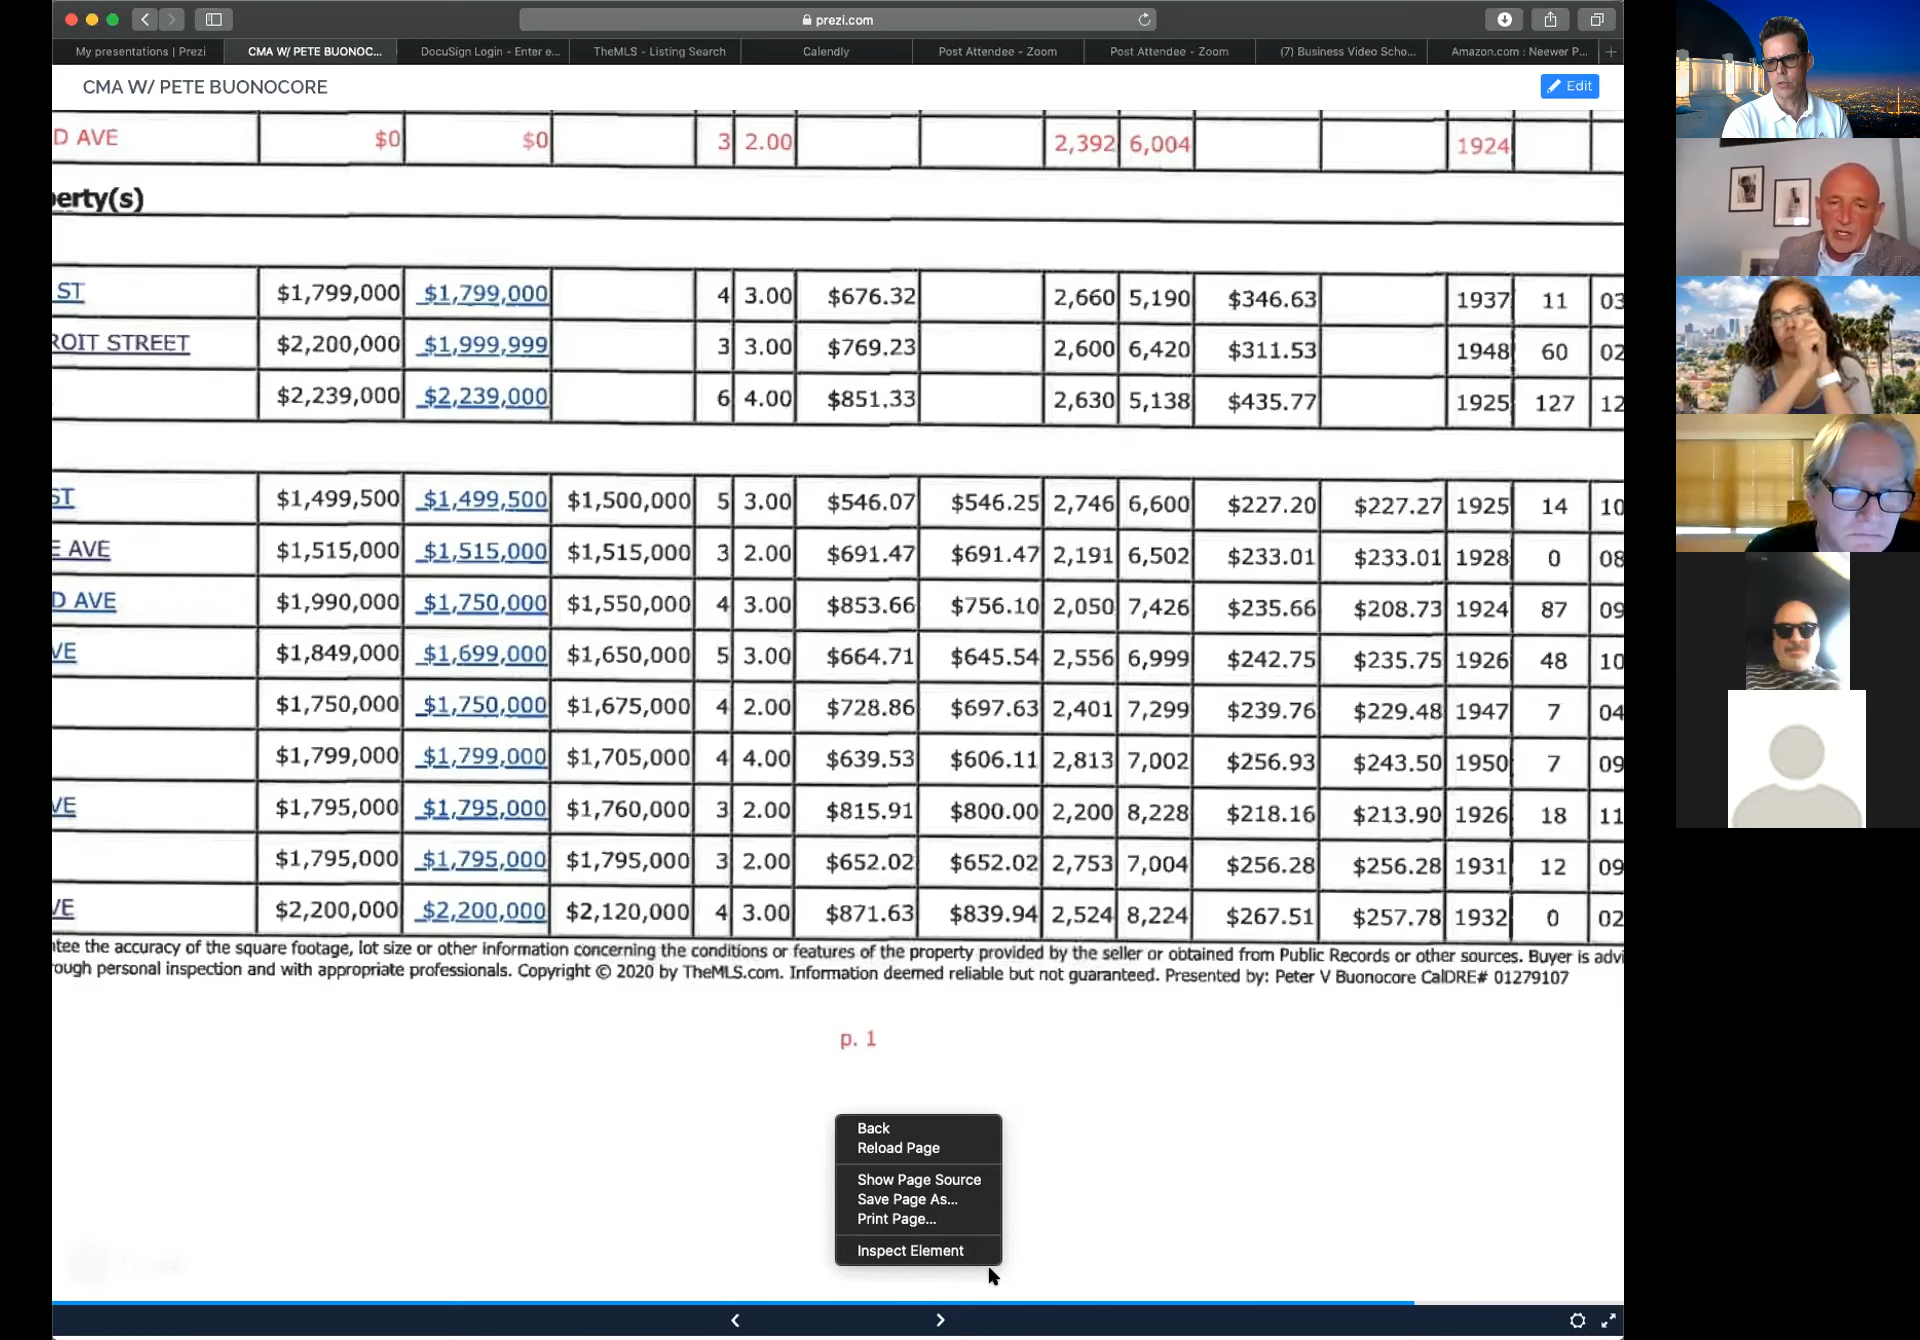 prezi.com
My presentations | Prezi CMA W/ PETE BUONOC... DocuSign Login - Enter e... TheMLS - Listing Search Calendly Post Attendee - Zoom Post Attendee - Zoom (7) Business Video Scho... Amazon.com : Neewer P...
CMA W/ PETE BUONOCORE Edit
D AVE $0 $0 3 2.00 2,392 6,004 1924
erty(s)
ST $1,799,000 $1,799,000 4 3.00 $676.32 2,660 5,190 $346.63 1937 11 03
ROIT STREET $2,200,000 $1,999,999 3 3.00 $769.23 2,600 6,420 $311.53 1948 60 02
$2,239,000 $2,239,000 6 4.00 $851.33 2,630 5,138 $435.77 1925 127 12
ST $1,499,500 $1,499,500 $1,500,000 5 3.00 $546.07 $546.25 2,746 6,600 $227.20 $227.27 1925 14 10
E AVE $1,515,000 $1,515,000 $1,515,000 3 2.00 $691.47 $691.47 2,191 6,502 $233.01 $233.01 1928 0 08
D AVE $1,990,000 $1,750,000 $1,550,000 4 3.00 $853.66 $756.10 2,050 7,426 $235.66 $208.73 1924 87 09
VE $1,849,000 $1,699,000 $1,650,000 5 3.00 $664.71 $645.54 2,556 6,999 $242.75 $235.75 1926 48 10
$1,750,000 $1,750,000 $1,675,000 4 2.00 $728.86 $697.63 2,401 7,299 $239.76 $229.48 1947 7 04
$1,799,000 $1,799,000 $1,705,000 4 4.00 $639.53 $606.11 2,813 7,002 $256.93 $243.50 1950 7 09
VE $1,795,000 $1,795,000 $1,760,000 3 2.00 $815.91 $800.00 2,200 8,228 $218.16 $213.90 1926 18 11
$1,795,000 $1,795,000 $1,795,000 3 2.00 $652.02 $652.02 2,753 7,004 $256.28 $256.28 1931 12 09
VE $2,200,000 $2,200,000 $2,120,000 4 3.00 $871.63 $839.94 2,524 8,224 $267.51 $257.78 1932 0 02
tee the accuracy of the square footage, lot size or other information concerning the conditions or features of the property provided by the seller or obtained from Public Records or other sources. Buyer is advi
ough personal inspection and with appropriate professionals. Copyright © 2020 by TheMLS.com. Information deemed reliable but not guaranteed. Presented by: Peter V Buonocore CalDRE# 01279107
p. 1
Back
Reload Page
Show Page Source
Save Page As...
Print Page...
Inspect Element